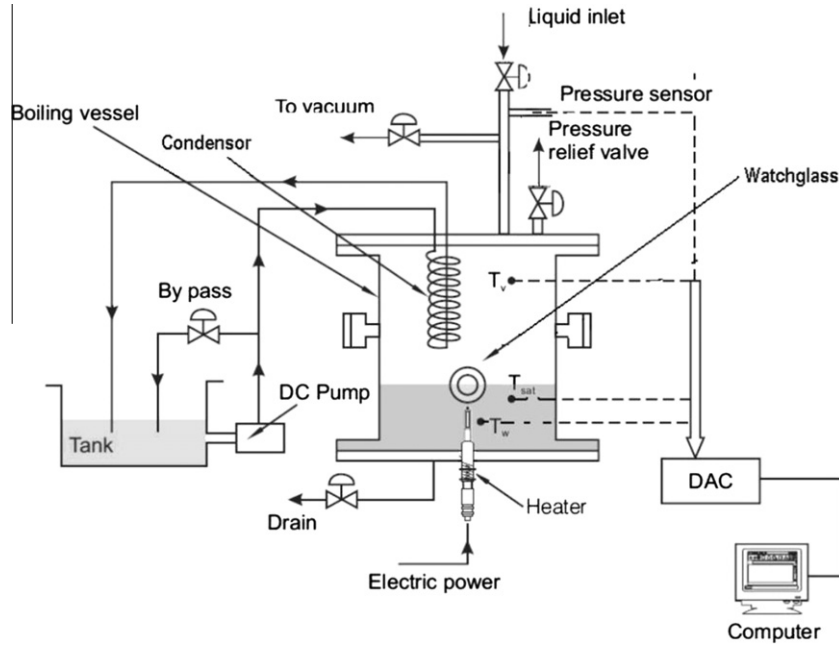 Liquid inlet
Pressure sensor
To vacuum
Boiling vessel
Condensor
Pressure
relief valve
Watchglass
Tv
By pass
Tsat
DC Pump
Tw
Tank
DAC
Heater
Drain
Electric power
Computer